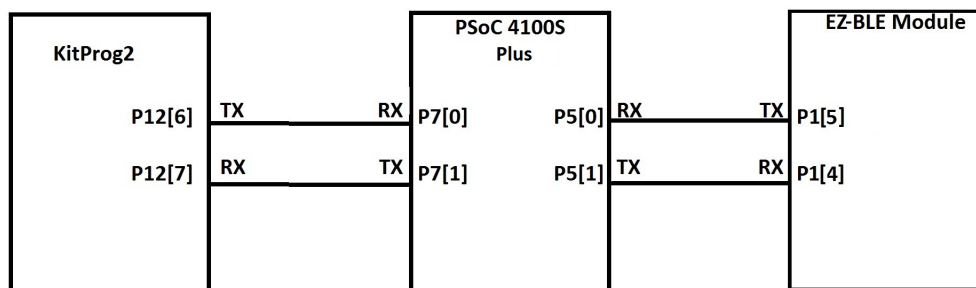 KitProg2
PSoC 4100S
Plus
EZ-BLE Module
P12[6] TX RX P7[0] P5[0] RX TX P1[5]
P12[7] RX TX P7[1] P5[1] TX RX P1[4]